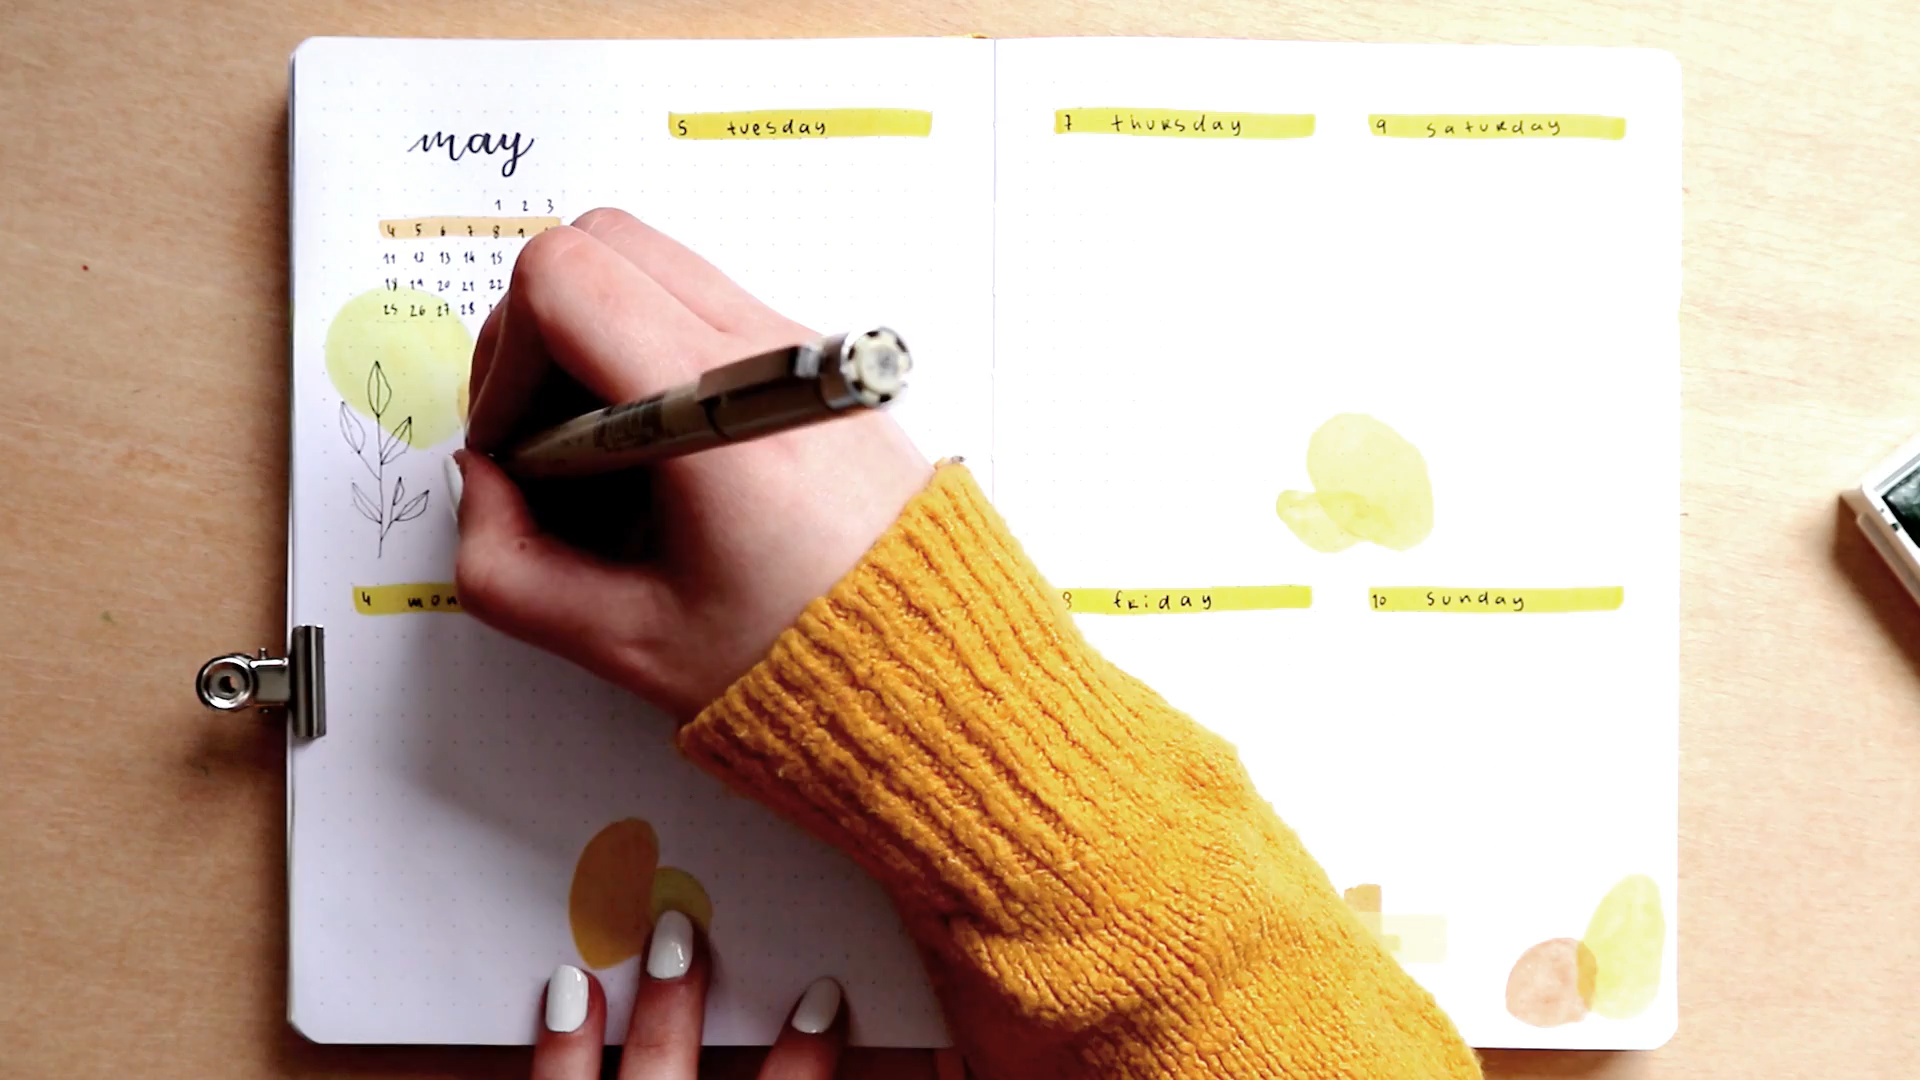 may
1 2 3
4 5 6 7 8 9
11 12 13 14 15
18 19 20 21 22
25 26 27 28
4 mon
5 tuesday
7 thursday
8 friday
9 saturday
10 sunday